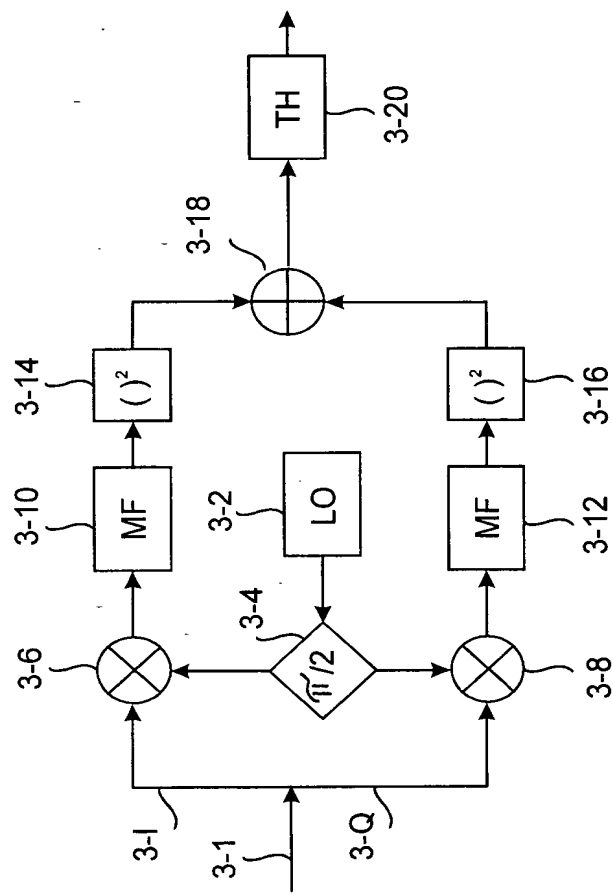 3-1
3-I
3-Q
3-6
3-8
3-4
π/2
3-2
LO
3-10
MF
3-12
MF
3-14
( )²
3-16
( )²
3-18
3-20
TH